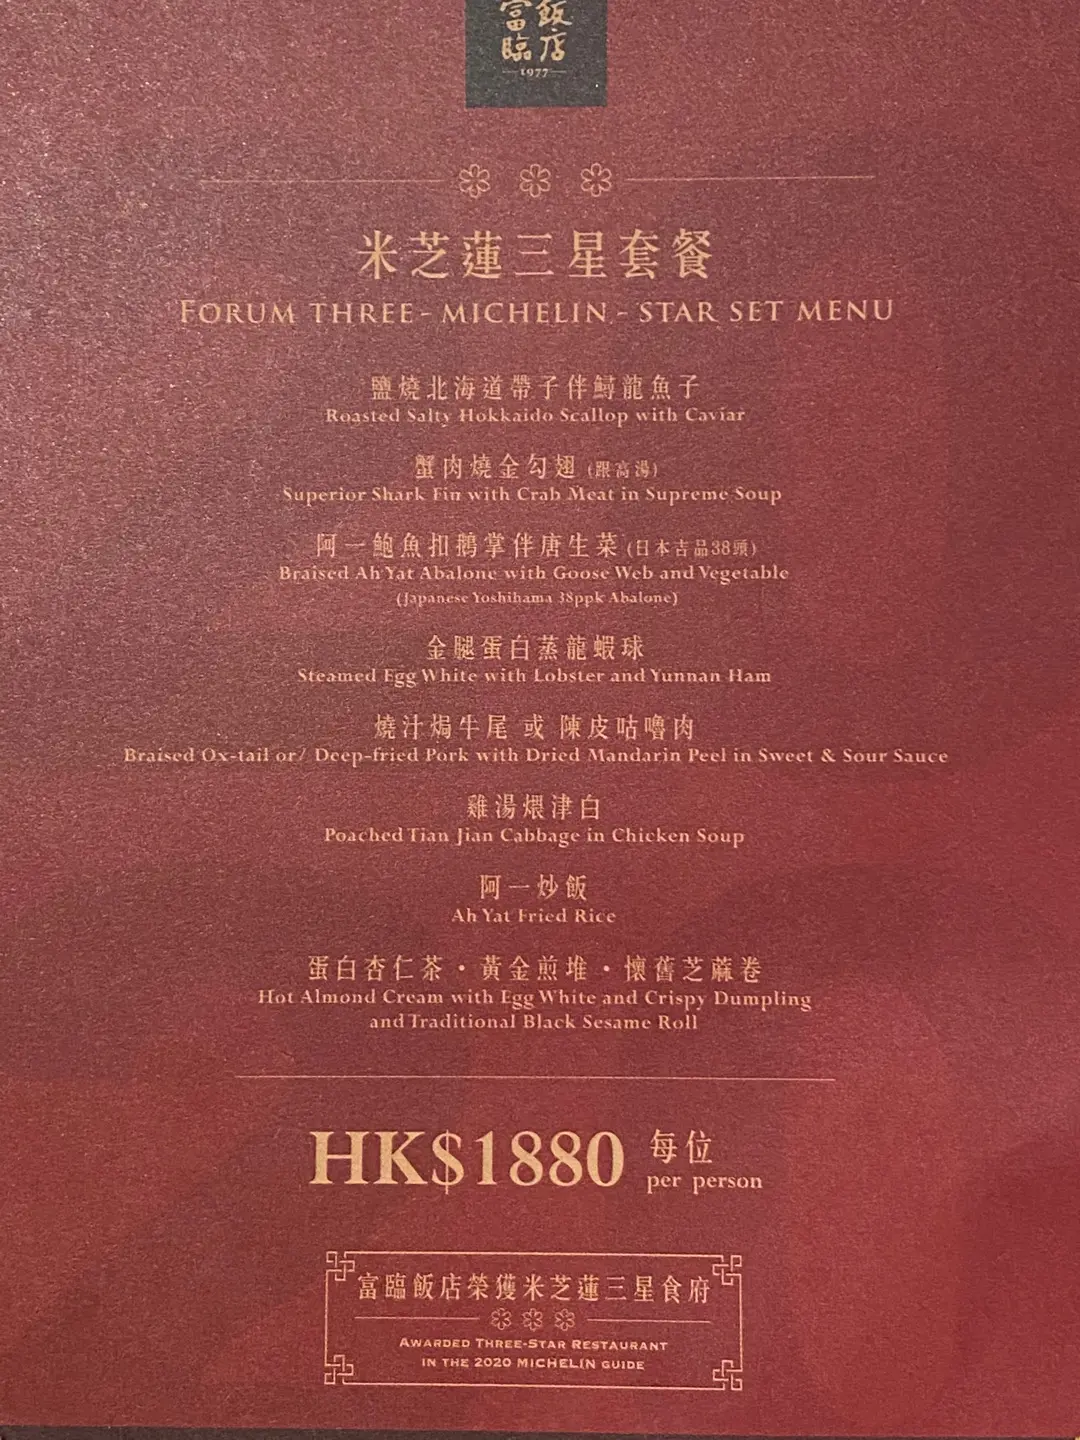 富飯
臨店
1977
米芝蓮三星套餐
FORUM THREE-MICHELIN-STAR SET MENU
鹽燒北海道帶子伴鱘龍魚子
Roasted Salty Hokkaido Scallop with Caviar
蟹肉燒金勾翅(跟高湯)
Superior Shark Fin with Crab Meat in Supreme Soup
阿一鮑魚扣鵝掌伴唐生菜(日本吉品38頭)
Braised Ah Yat Abalone with Goose Web and Vegetable
(Japanese Yoshihama 38ppk Abalone)
金腿蛋白蒸龍蝦球
Steamed Egg White with Lobster and Yunnan Ham
燒汁焗牛尾 或 陳皮咕嚕肉
Braised Ox-tail or/ Deep-fried Pork with Dried Mandarin Peel in Sweet & Sour Sauce
雞湯煨津白
Poached Tian Jian Cabbage in Chicken Soup
阿一炒飯
Ah Yat Fried Rice
蛋白杏仁茶・黃金煎堆・懷舊芝蔴卷
Hot Almond Cream with Egg White and Crispy Dumpling
and Traditional Black Sesame Roll
HK$1880 每位
per person
富臨飯店榮獲米芝蓮三星食府
AWARDED THREE-STAR RESTAURANT
IN THE 2020 MICHELIN GUIDE